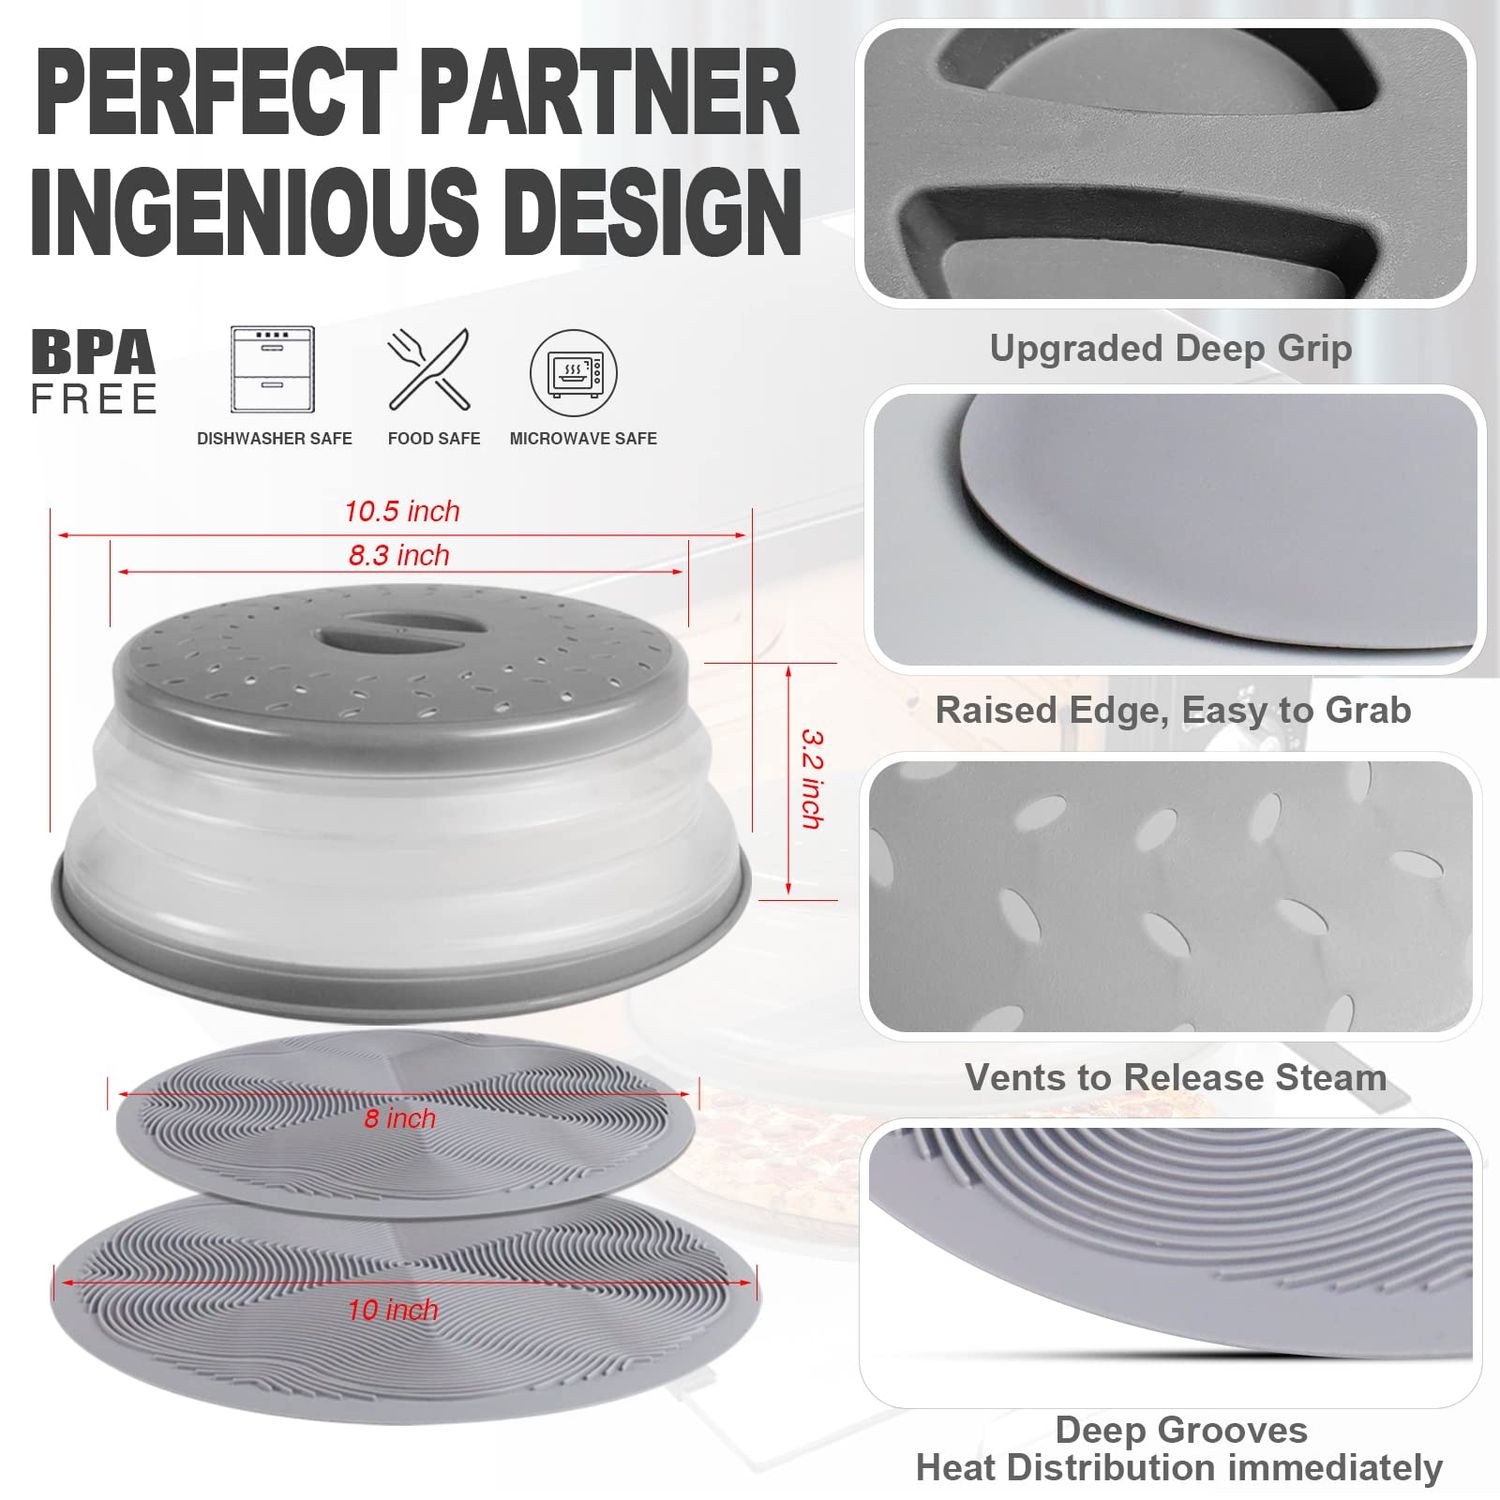 PERFECT PARTNER
INGENIOUS DESIGN
BPA
FREE
DISHWASHER SAFE
FOOD SAFE
MICROWAVE SAFE
10.5 inch
8.3 inch
3.2 inch
8 inch
10 inch
Upgraded Deep Grip
Raised Edge, Easy to Grab
Vents to Release Steam
Deep Grooves
Heat Distribution immediately